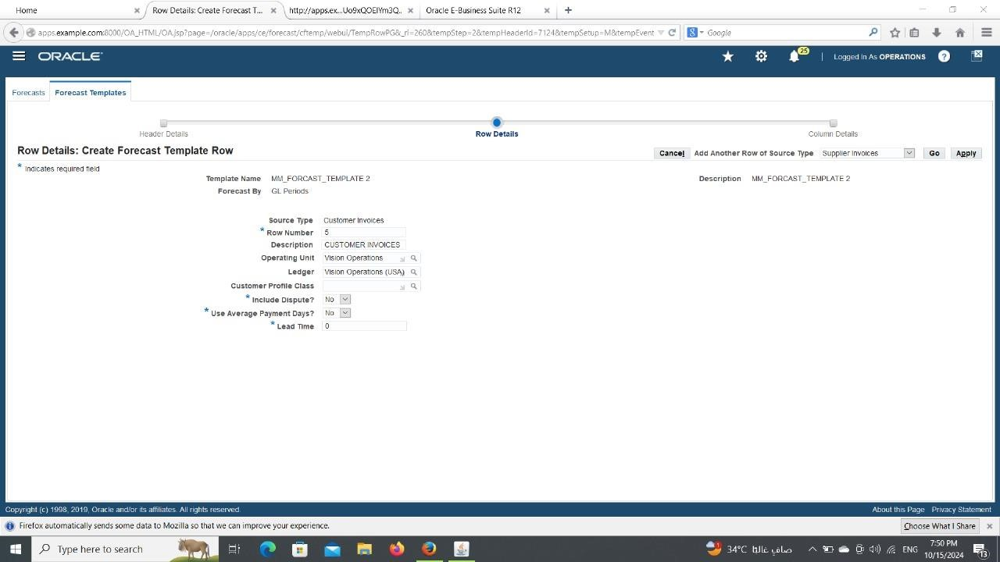 Home
Row Details: Create Forecast T...
http://apps.ex...Uo9xQOEIYm3Q..
Oracle E-Business Suite R12
apps.example.com:8000/OA_HTML/OA.jsp?page=/oracle/apps/ce/forecast/cftemp/webui/TempRowPG&_ri=260&tempStep=2&tempHeaderId=7124&tempSetup=M&tempEvent
Google
ORACLE
25
Logged In As OPERATIONS
Forecasts
Forecast Templates
Header Details
Row Details
Column Details
Row Details: Create Forecast Template Row
Cancel
Add Another Row of Source Type
Supplier Invoices
Go
Apply
* Indicates required field
Template Name MM_FORCAST_TEMPLATE 2
Description MM_FORCAST_TEMPLATE 2
Forecast By GL Periods
Source Type Customer Invoices
* Row Number 5
Description CUSTOMER INVOICES
Operating Unit Vision Operations
Ledger Vision Operations (USA)
Customer Profile Class
* Include Dispute? No
* Use Average Payment Days? No
* Lead Time 0
Copyright (c) 1998, 2019, Oracle and/or its affiliates. All rights reserved.
About this Page Privacy Statement
Firefox automatically sends some data to Mozilla so that we can improve your experience.
Choose What I Share
Type here to search
1
34°C صافي غالبًا
ENG
7:50 PM
10/15/2024
13